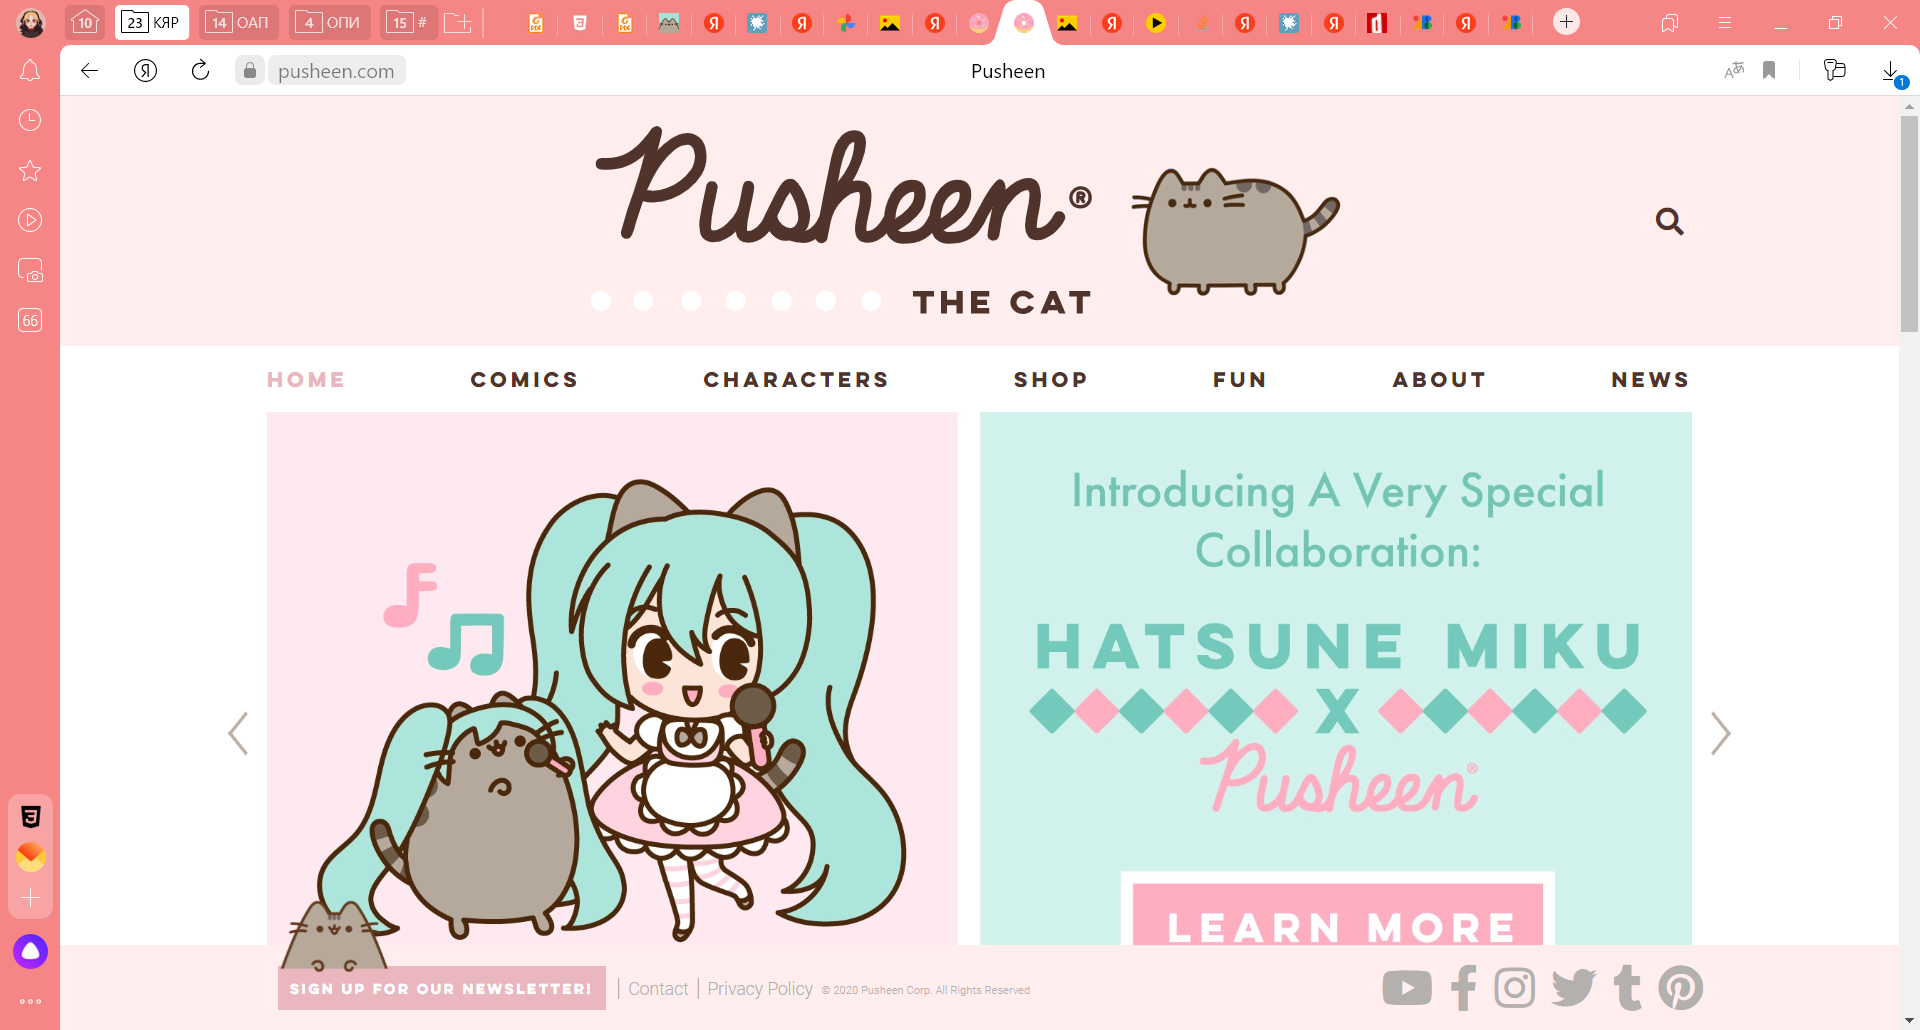 10
23 КЯР
14 ОАП
4 ОПИ
15 #
pusheen.com
Pusheen
1
66
Pusheen®
THE CAT
HOME COMICS CHARACTERS SHOP FUN ABOUT NEWS
Introducing A Very Special
Collaboration:
HATSUNE MIKU
X
Pusheen®
LEARN MORE
SIGN UP FOR OUR NEWSLETTER! | Contact | Privacy Policy © 2020 Pusheen Corp. All Rights Reserved